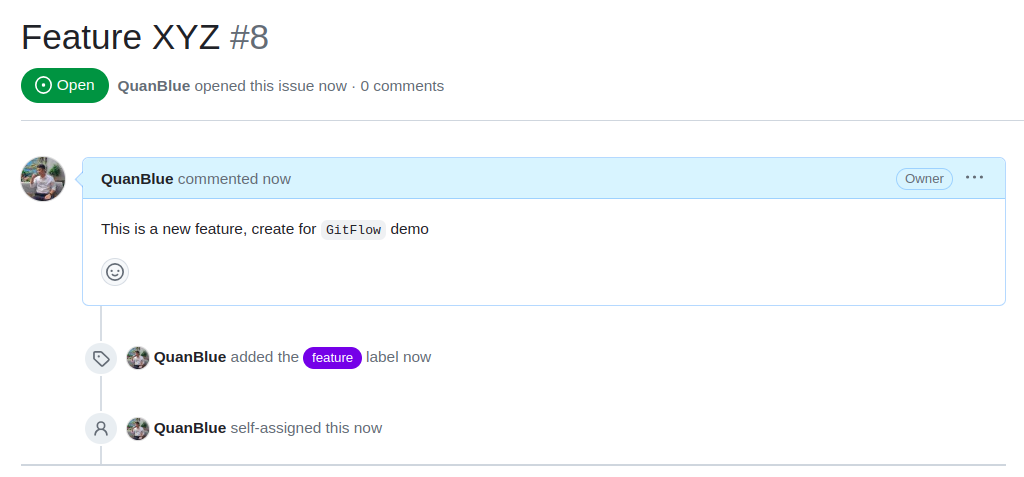 Feature XYZ #8
Open QuanBlue opened this issue now · 0 comments
QuanBlue commented now Owner
This is a new feature, create for GitFlow demo
QuanBlue added the feature label now
QuanBlue self-assigned this now